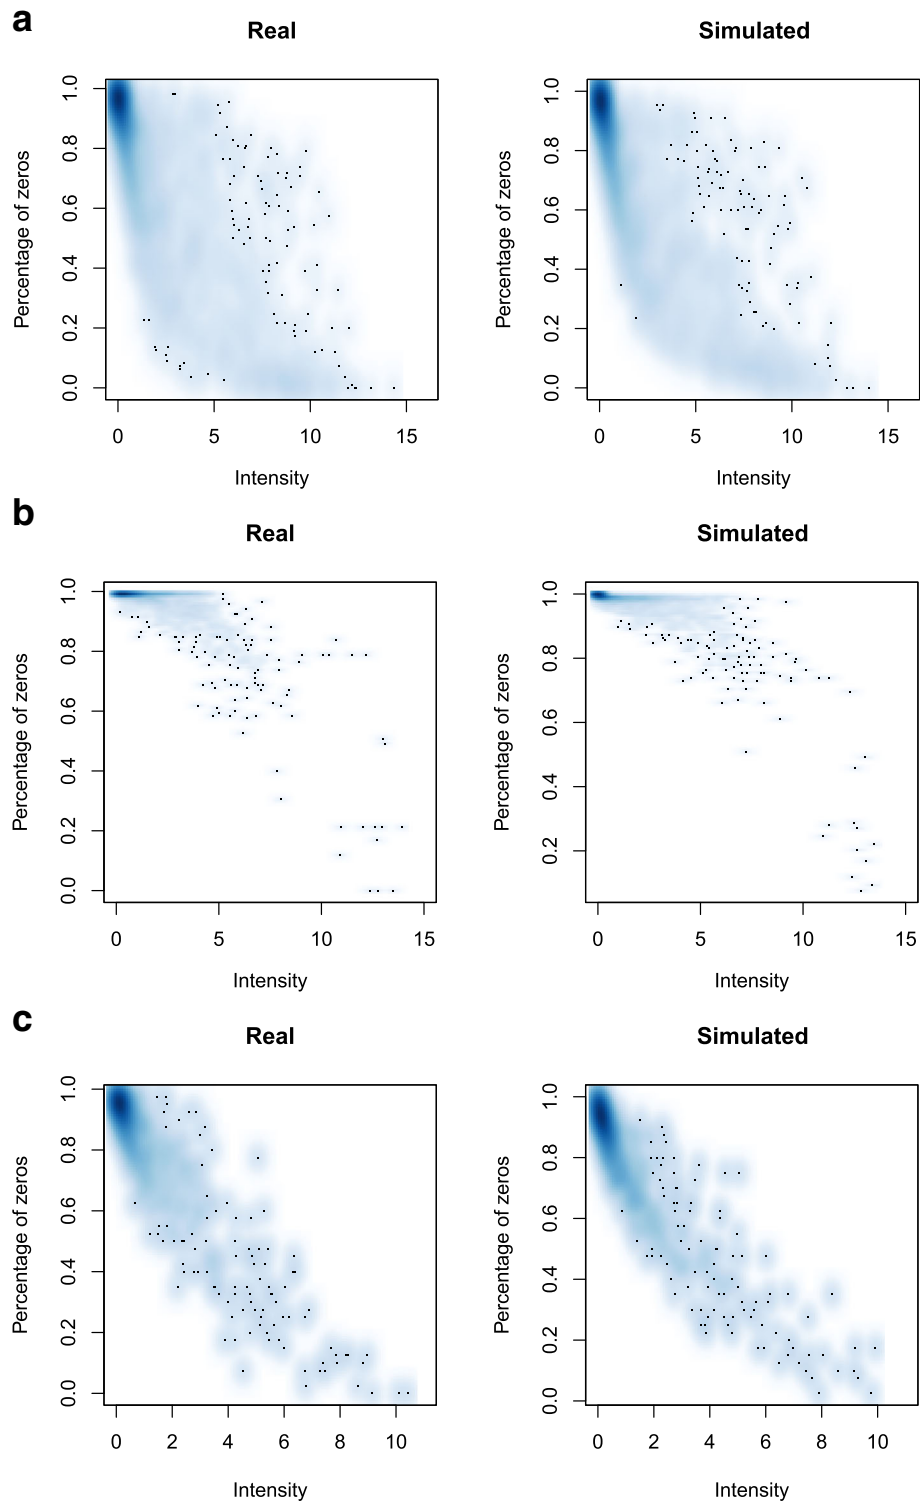 a
Real
Simulated
Percentage of zeros
0.0 0.2 0.4 0.6 0.8 1.0
0 5 10 15
Intensity
Percentage of zeros
0.0 0.2 0.4 0.6 0.8 1.0
0 5 10 15
Intensity
b
Real
Simulated
Percentage of zeros
0.0 0.2 0.4 0.6 0.8 1.0
0 5 10 15
Intensity
Percentage of zeros
0.2 0.4 0.6 0.8 1.0
0 5 10 15
Intensity
c
Real
Simulated
Percentage of zeros
0.0 0.2 0.4 0.6 0.8 1.0
0 2 4 6 8 10
Intensity
Percentage of zeros
0.0 0.2 0.4 0.6 0.8 1.0
0 2 4 6 8 10
Intensity